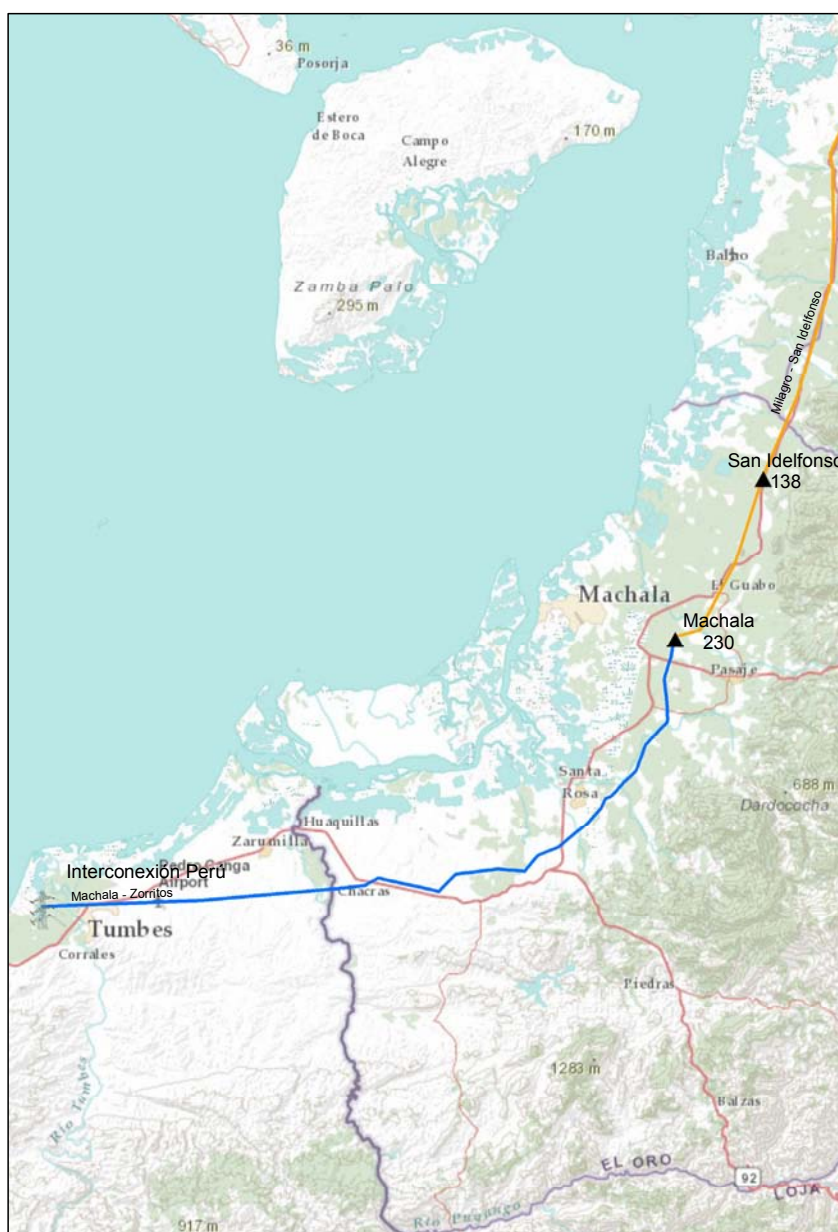 36 m
Posorja
Estero
de Boca
Campo
Alegre
170 m
Balao
Zamba Palo
295 m
Milagro - San Idelfonso
San Idelfonso
138
El Guabo
Machala
Machala
230
Pasaje
Santa
Rosa
688 m
Dardococha
Huaquillas
Zarumilla
Interconexión Perú
Airport
Machala - Zorritos
Chacras
Tumbes
Corrales
Piedras
Río Tumbes
1283 m
Balzas
EL ORO
92
LOJA
Río Puyango
917 m